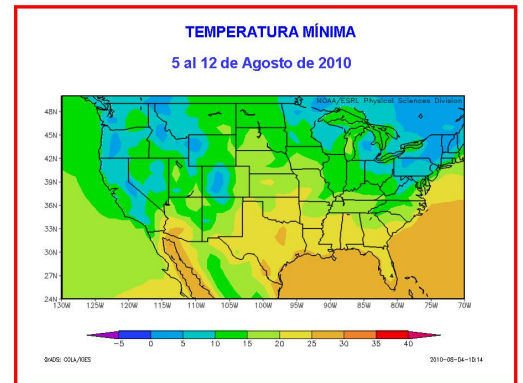 TEMPERATURA MÍNIMA
5 al 12 de Agosto de 2010
NOAA/ESRL Physical Sciences Division
48N
45N
42N
39N
36N
33N
30N
27N
24N
130W 125W 120W 115W 110W 105W 100W 95W 90W 85W 80W 75W 70W
-5 0 5 10 15 20 25 30 35 40
GrADS: COLA/IGES 2010-08-04-10:14